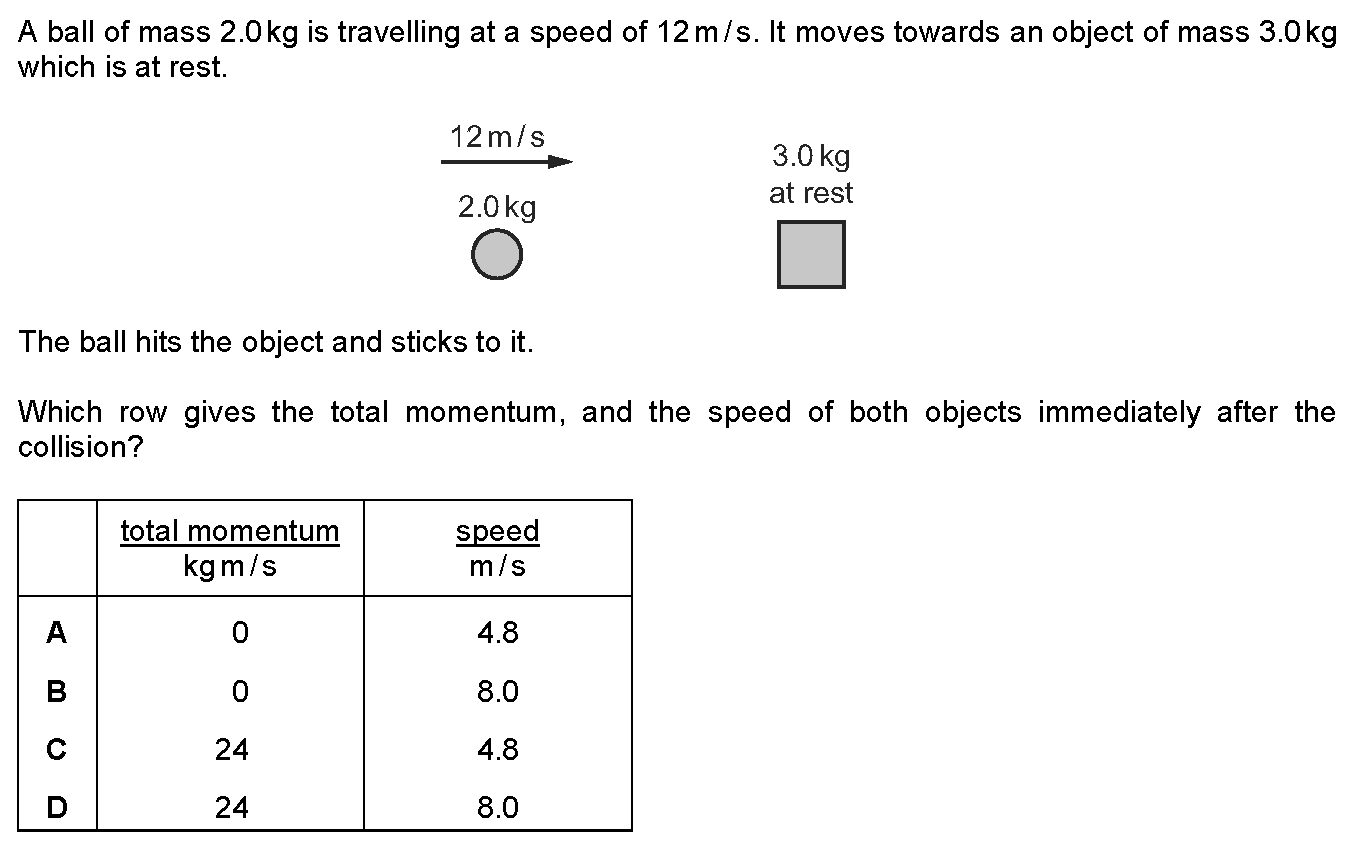 A ball of mass 2.0 kg is travelling at a speed of 12 m / s. It moves towards an object of mass 3.0 kg
which is at rest.
12 m / s
2.0 kg
3.0 kg
at rest
The ball hits the object and sticks to it.
Which row gives the total momentum, and the speed of both objects immediately after the
collision?
total momentum speed
kg m / s m / s
A 0 4.8
B 0 8.0
C 24 4.8
D 24 8.0